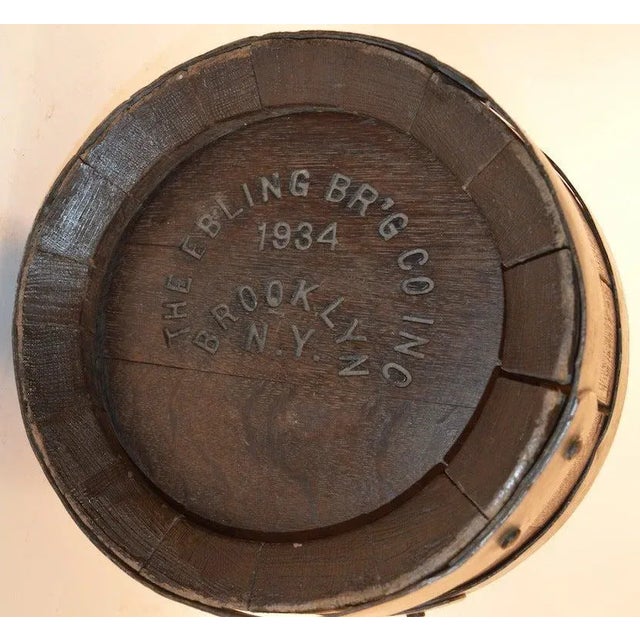 THE EBLING BR'G CO INC
1934
BROOKLYN
N.Y.